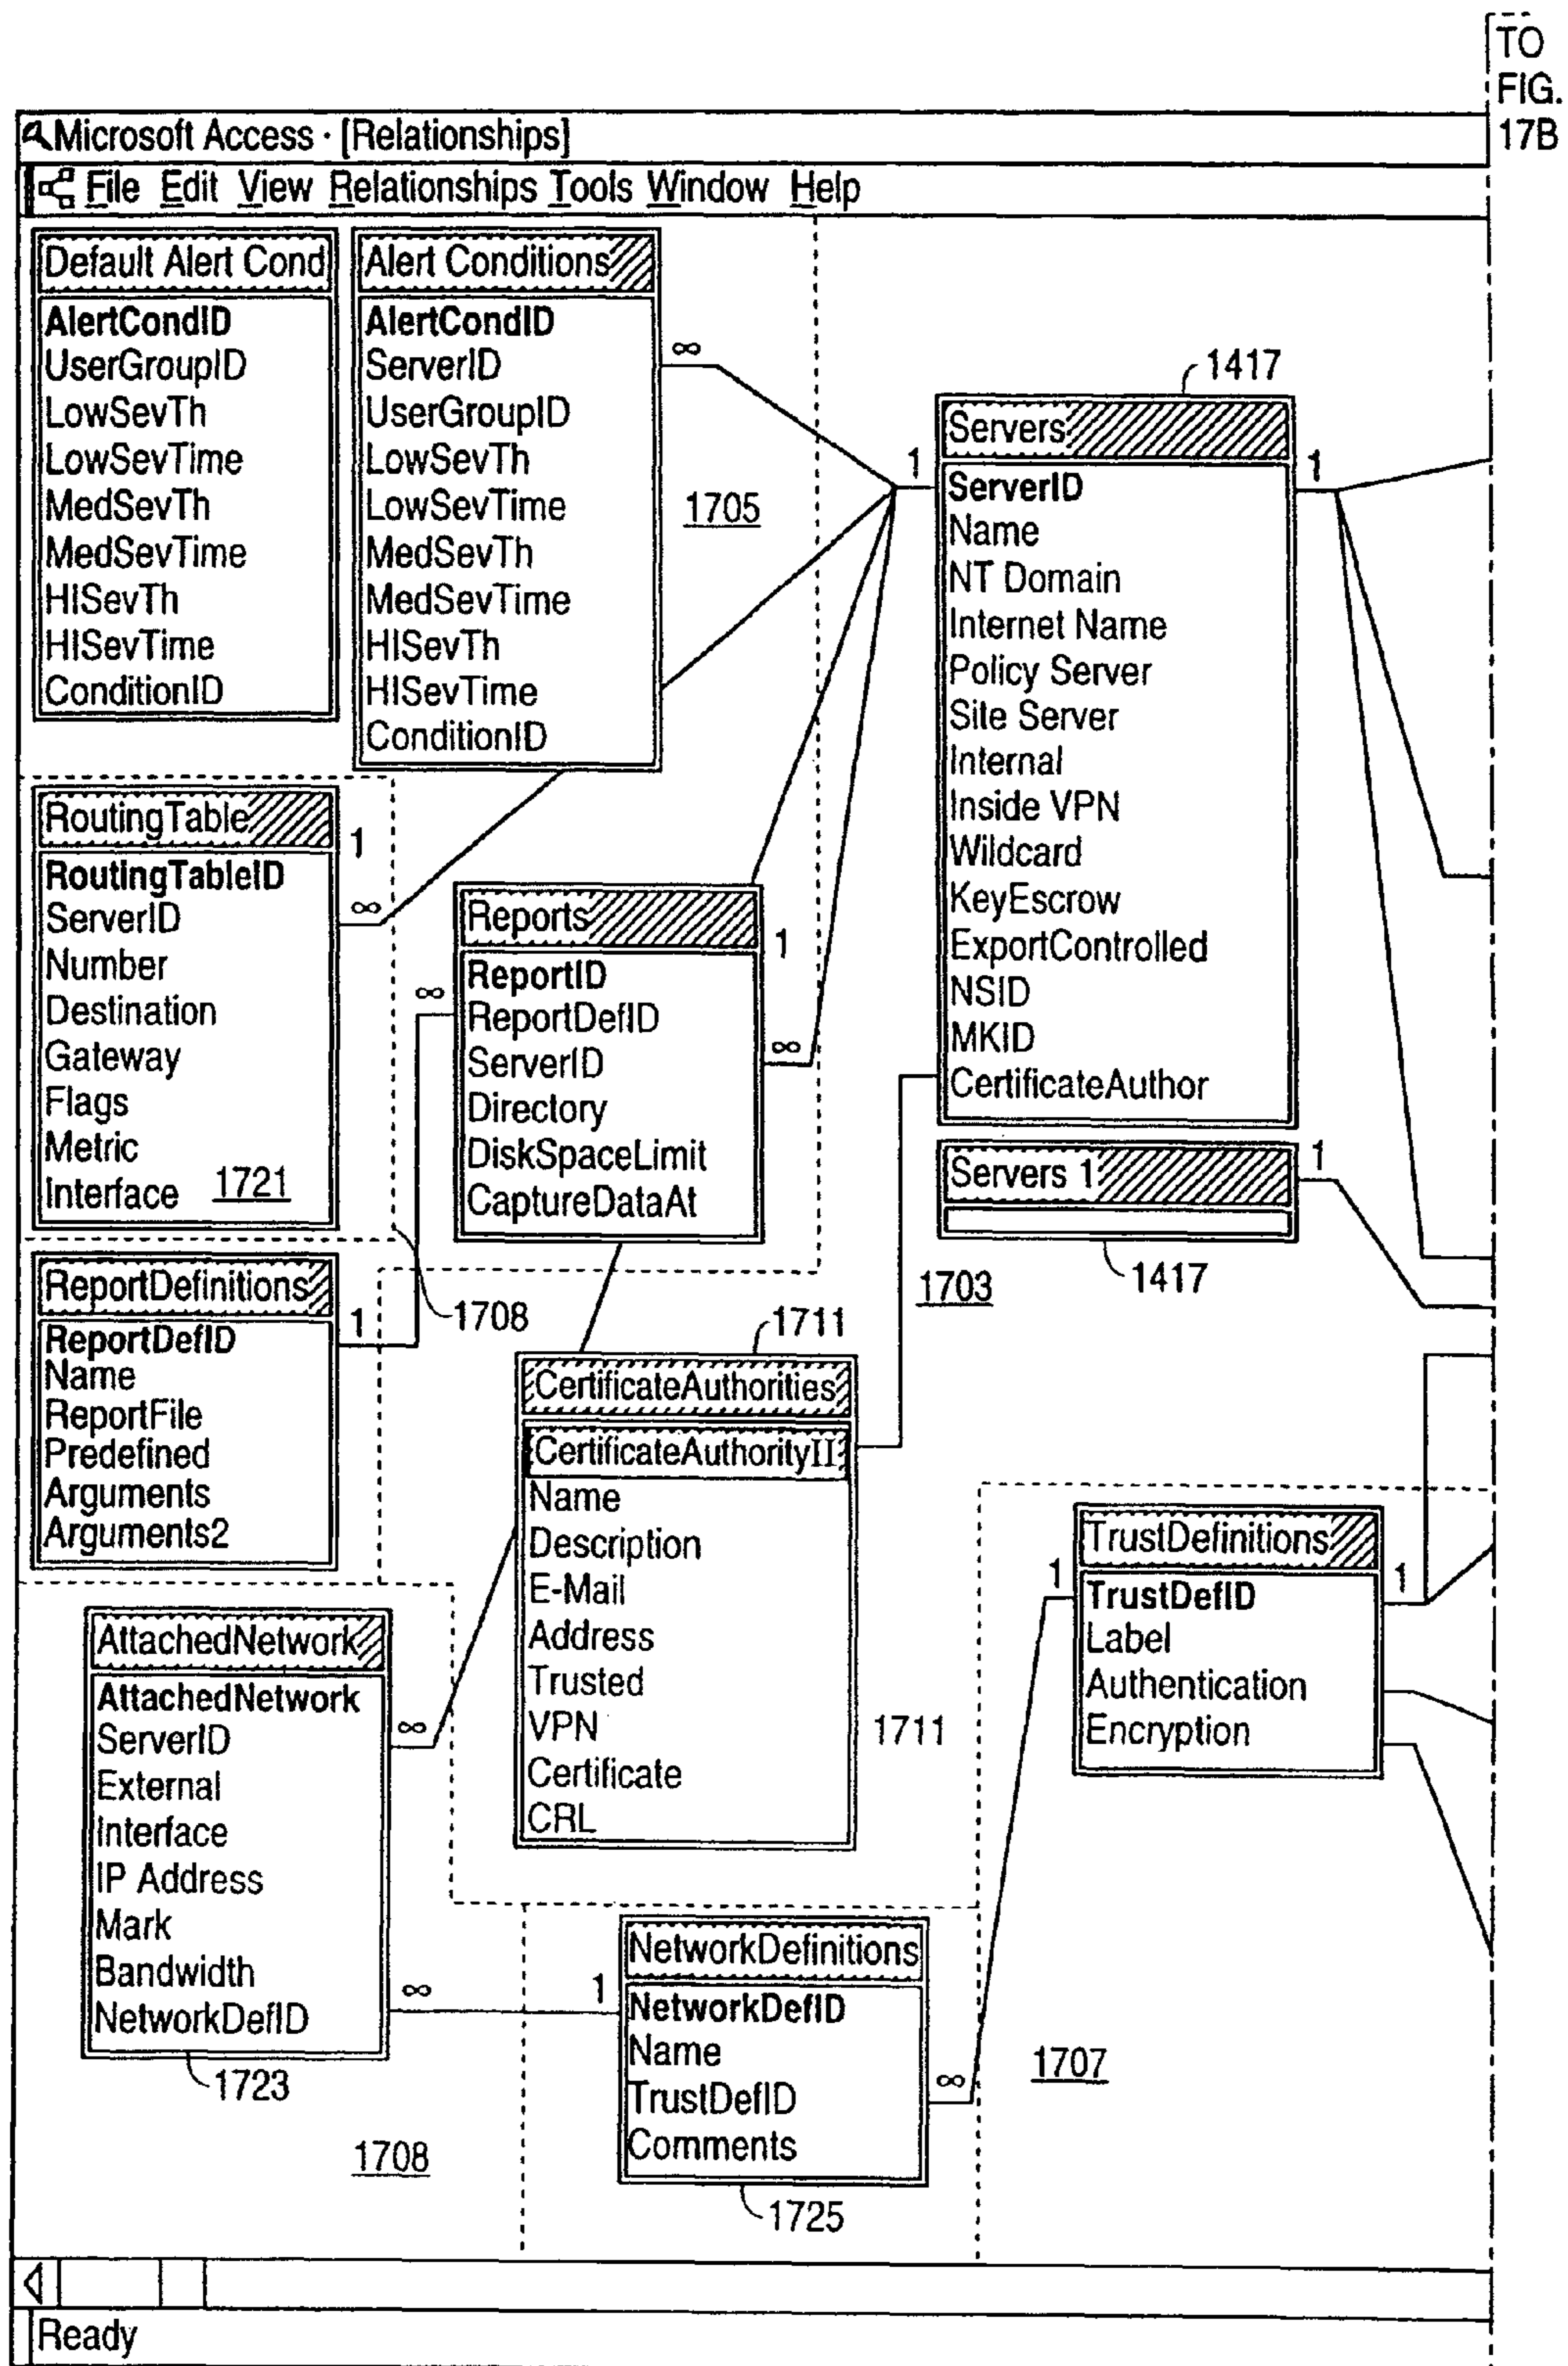 TO
FIG.
17B
Microsoft Access · [Relationships]
File Edit View Relationships Tools Window Help
Default Alert Cond
AlertCondID
UserGroupID
LowSevTh
LowSevTime
MedSevTh
MedSevTime
HISevTh
HISevTime
ConditionID
Alert Conditions
AlertCondID
ServerID
UserGroupID
LowSevTh
LowSevTime
MedSevTh
MedSevTime
HISevTh
HISevTime
ConditionID
∞
1705
1417
Servers
1
1
ServerID
Name
NT Domain
Internet Name
Policy Server
Site Server
Internal
Inside VPN
Wildcard
KeyEscrow
ExportControlled
NSID
MKID
CertificateAuthor
Servers 1
1
1417
RoutingTable
1
RoutingTableID
ServerID
∞
Number
Destination
Gateway
Flags
Metric
Interface
1721
Reports
1
ReportID
∞
ReportDefID
ServerID
∞
Directory
DiskSpaceLimit
CaptureDataAt
1703
1708
ReportDefinitions
1
ReportDefID
Name
ReportFile
Predefined
Arguments
Arguments2
1711
CertificateAuthorities
CertificateAuthorityII
Name
Description
E-Mail
Address
Trusted
VPN
Certificate
CRL
1711
TrustDefinitions
1
1
TrustDefID
Label
Authentication
Encryption
AttachedNetwork
AttachedNetwork
ServerID
∞
External
Interface
IP Address
Mark
Bandwidth
NetworkDefID
∞
1723
1
NetworkDefinitions
NetworkDefID
Name
TrustDefID
∞
Comments
1725
1707
1708
Ready